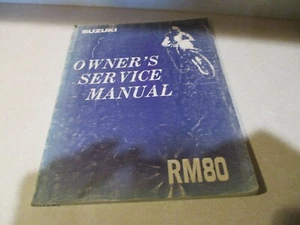 SUZUKI
OWNER'S
SERVICE
MANUAL
RM80